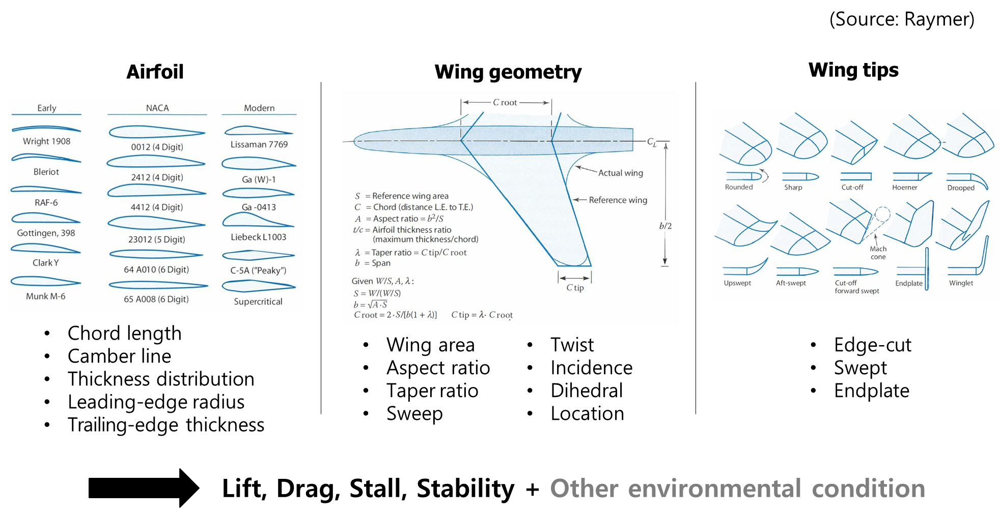 (Source: Raymer)
Airfoil
Early
NACA
Modern
Wright 1908
0012 (4 Digit)
Lissaman 7769
Bleriot
2412 (4 Digit)
Ga (W)-1
RAF-6
4412 (4 Digit)
Ga -0413
Gottingen, 398
23012 (5 Digit)
Liebeck L1003
Clark Y
64 A010 (6 Digit)
C-5A ("Peaky")
Munk M-6
65 A008 (6 Digit)
Supercritical
• Chord length
• Camber line
• Thickness distribution
• Leading-edge radius
• Trailing-edge thickness
Wing geometry
C root
CL
Actual wing
Reference wing
b/2
S = Reference wing area
C = Chord (distance L.E. to T.E.)
A = Aspect ratio = b²/S
t/c = Airfoil thickness ratio
(maximum thickness/chord)
λ = Taper ratio = C tip/C root
b = Span
C tip
Given W/S, A, λ:
S = W/(W/S)
b = √A·S
C root = 2·S/[b(1 + λ)] C tip = λ· C root
• Wing area
• Aspect ratio
• Taper ratio
• Sweep
• Twist
• Incidence
• Dihedral
• Location
Wing tips
Rounded
Sharp
Cut-off
Hoerner
Drooped
Mach
cone
Upswept
Aft-swept
Cut-off
forward swept
Endplate
Winglet
• Edge-cut
• Swept
• Endplate
Lift, Drag, Stall, Stability + Other environmental condition